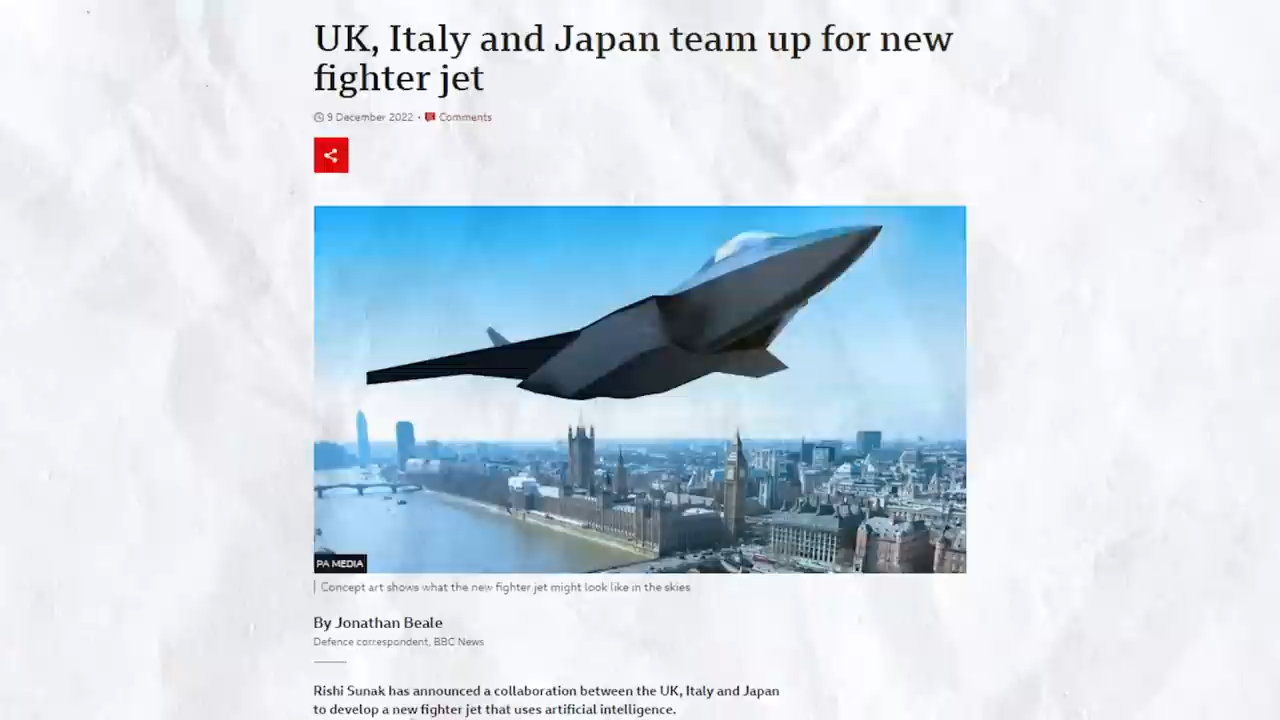 UK, Italy and Japan team up for new
fighter jet
9 December 2022 · Comments
PA MEDIA
Concept art shows what the new fighter jet might look like in the skies
By Jonathan Beale
Defence correspondent, BBC News
Rishi Sunak has announced a collaboration between the UK, Italy and Japan
to develop a new fighter jet that uses artificial intelligence.